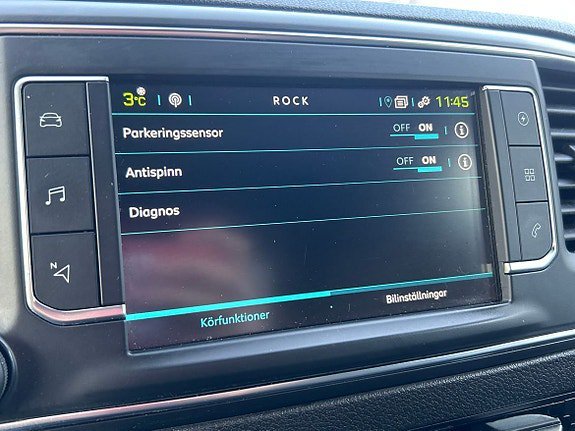 3°C ROCK 11:45
Parkeringssensor OFF ON
Antispinn OFF ON
Diagnos
Körfunktioner Bilinställningar
N